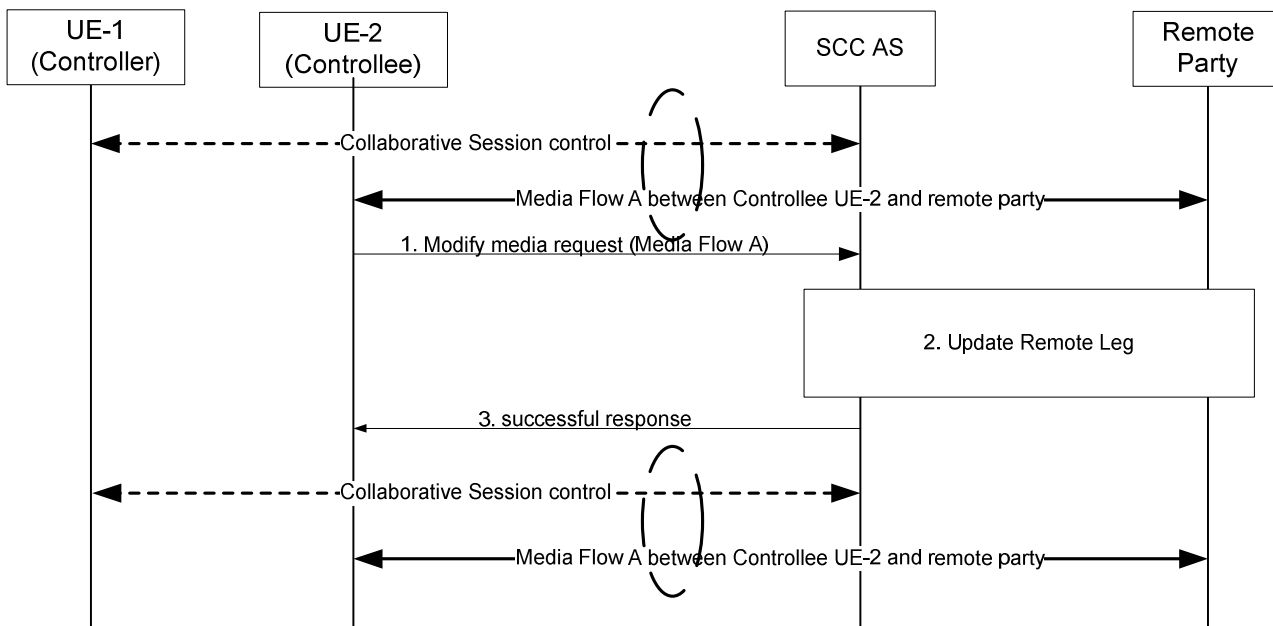 UE-1
(Controller)
UE-2
(Controllee)
SCC AS
Remote
Party
Collaborative Session control
Media Flow A between Controllee UE-2 and remote party
1. Modify media request (Media Flow A)
2. Update Remote Leg
3. successful response
Collaborative Session control
Media Flow A between Controllee UE-2 and remote party